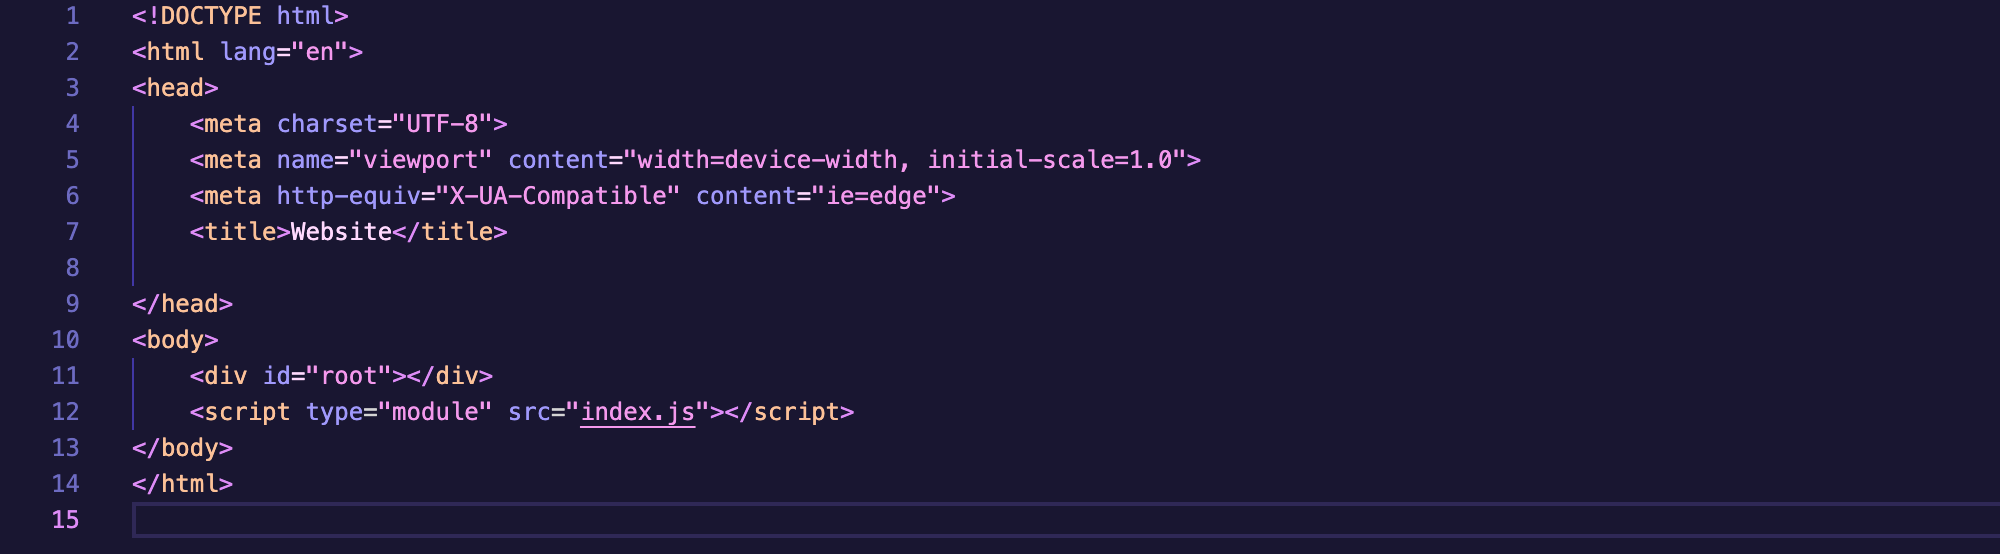 1 <!DOCTYPE html>
2 <html lang="en">
3 <head>
4     <meta charset="UTF-8">
5     <meta name="viewport" content="width=device-width, initial-scale=1.0">
6     <meta http-equiv="X-UA-Compatible" content="ie=edge">
7     <title>Website</title>
8
9 </head>
10 <body>
11     <div id="root"></div>
12     <script type="module" src="index.js"></script>
13 </body>
14 </html>
15